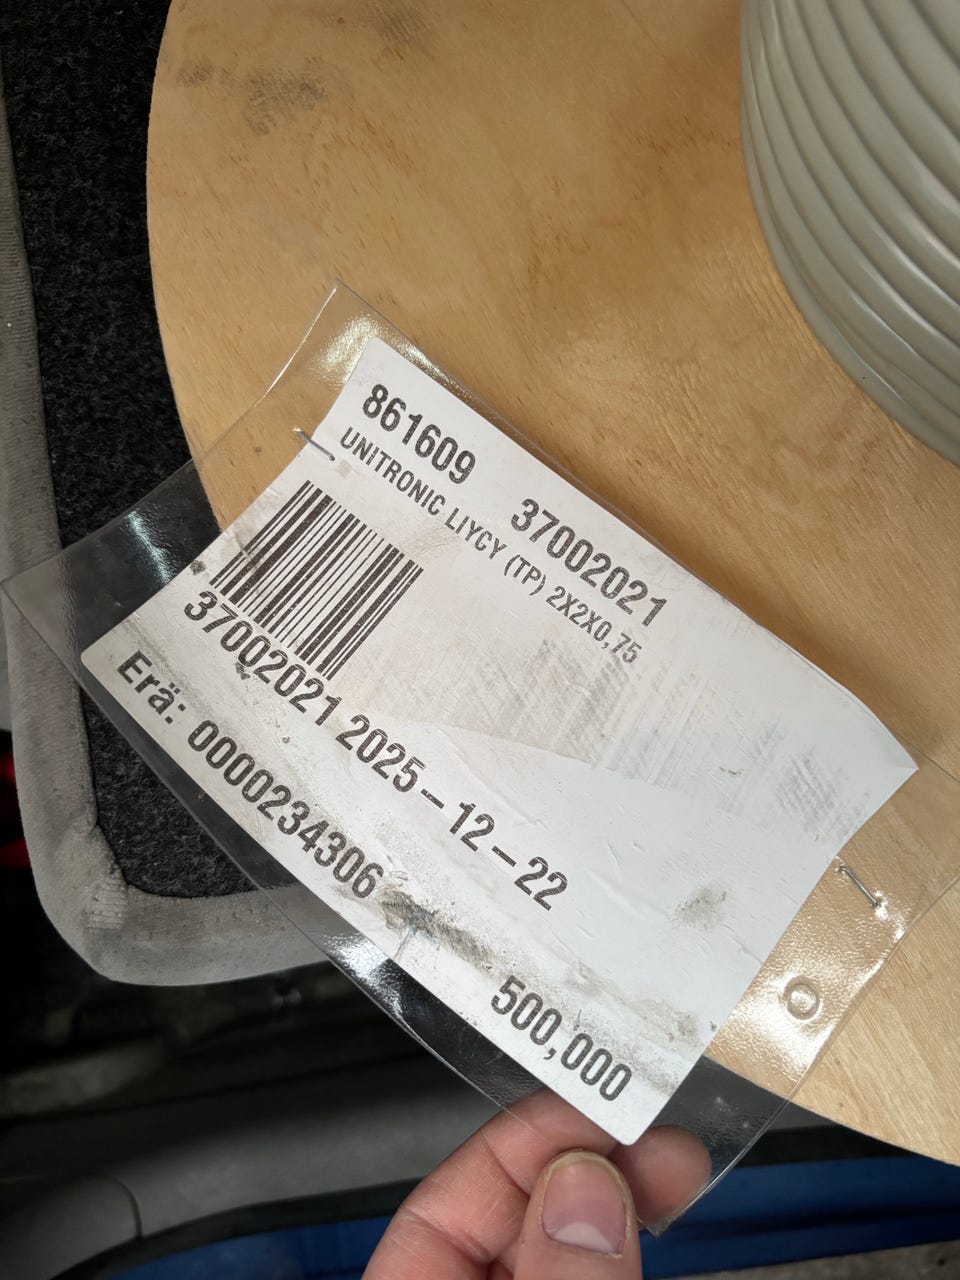 861609 37002021
UNITRONIC LIYCY (TP) 2X2X0,75
37002021 2025-12-22
Erä: 0000234306
500,000